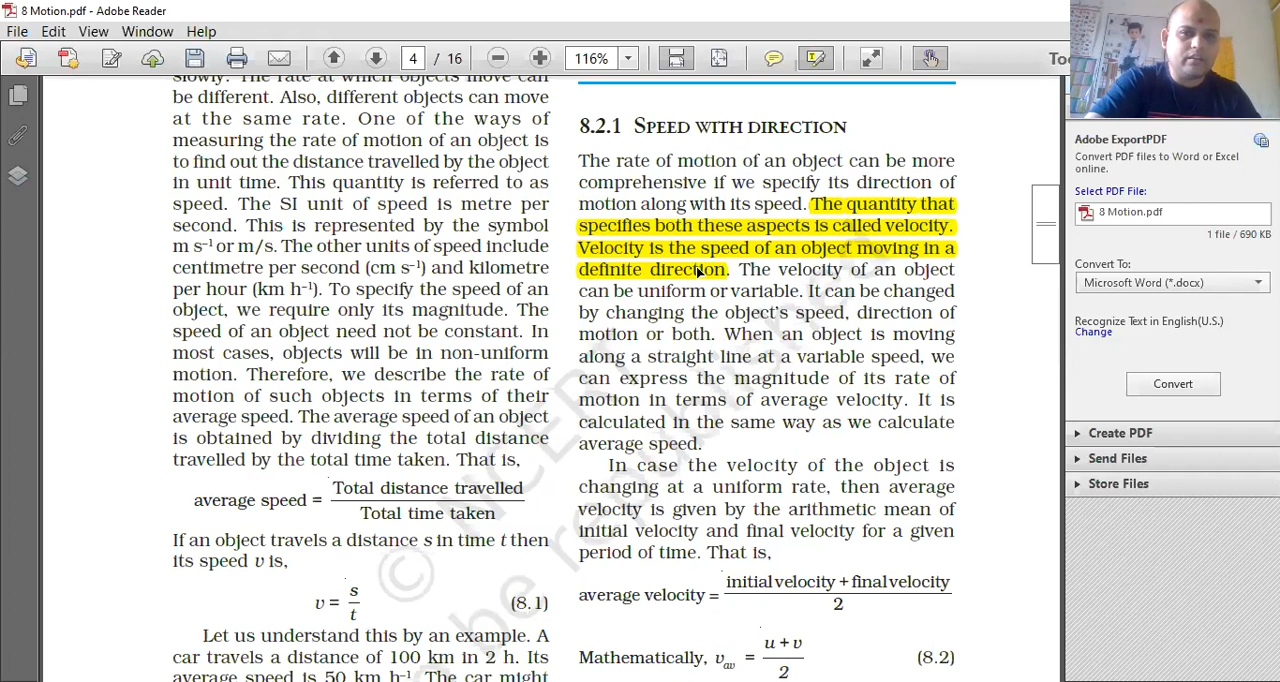 8 Motion.pdf - Adobe Reader
File Edit View Window Help
4 / 16
116%
Too
slowly. The rate at which objects move can
be different. Also, different objects can move
at the same rate. One of the ways of
measuring the rate of motion of an object is
to find out the distance travelled by the object
in unit time. This quantity is referred to as
speed. The SI unit of speed is metre per
second. This is represented by the symbol
m s⁻¹ or m/s. The other units of speed include
centimetre per second (cm s⁻¹) and kilometre
per hour (km h⁻¹). To specify the speed of an
object, we require only its magnitude. The
speed of an object need not be constant. In
most cases, objects will be in non-uniform
motion. Therefore, we describe the rate of
motion of such objects in terms of their
average speed. The average speed of an object
is obtained by dividing the total distance
travelled by the total time taken. That is,
average speed = Total distance travelled
Total time taken
If an object travels a distance s in time t then
its speed v is,
v = s
t
(8.1)
Let us understand this by an example. A
car travels a distance of 100 km in 2 h. Its
average speed is 50 km h⁻¹. The car might
8.2.1 SPEED WITH DIRECTION
The rate of motion of an object can be more
comprehensive if we specify its direction of
motion along with its speed. The quantity that
specifies both these aspects is called velocity.
Velocity is the speed of an object moving in a
definite direction. The velocity of an object
can be uniform or variable. It can be changed
by changing the object's speed, direction of
motion or both. When an object is moving
along a straight line at a variable speed, we
can express the magnitude of its rate of
motion in terms of average velocity. It is
calculated in the same way as we calculate
average speed.
In case the velocity of the object is
changing at a uniform rate, then average
velocity is given by the arithmetic mean of
initial velocity and final velocity for a given
period of time. That is,
average velocity = initial velocity + final velocity
2
Mathematically, vav = u + v
2
(8.2)
© NCERT
be republished
Adobe ExportPDF
Convert PDF files to Word or Excel
online.
Select PDF File:
8 Motion.pdf
1 file / 690 KB
Convert To:
Microsoft Word (*.docx)
Recognize Text in English(U.S.)
Change
Convert
Create PDF
Send Files
Store Files